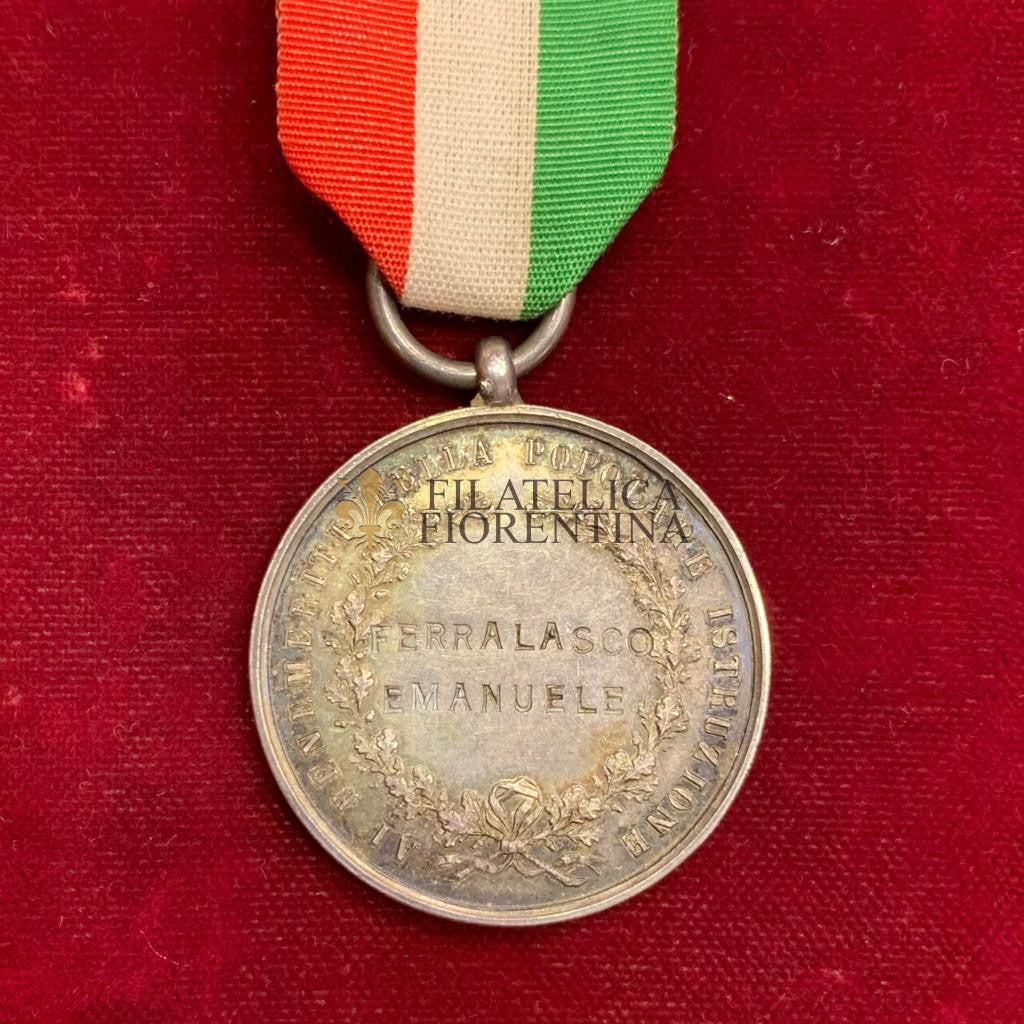 AI BENEMERITI DELLA POPOLARE ISTRUZIONE
FILATELICA
FIORENTINA
FERRALASCO
EMANUELE